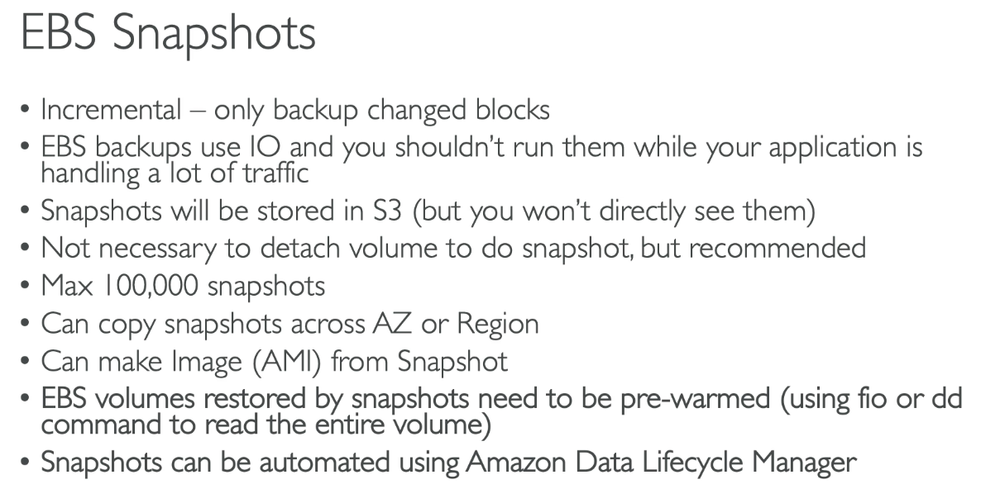 EBS Snapshots
• Incremental – only backup changed blocks
• EBS backups use IO and you shouldn't run them while your application is
handling a lot of traffic
• Snapshots will be stored in S3 (but you won't directly see them)
• Not necessary to detach volume to do snapshot, but recommended
• Max 100,000 snapshots
• Can copy snapshots across AZ or Region
• Can make Image (AMI) from Snapshot
• EBS volumes restored by snapshots need to be pre-warmed (using fio or dd
command to read the entire volume)
• Snapshots can be automated using Amazon Data Lifecycle Manager